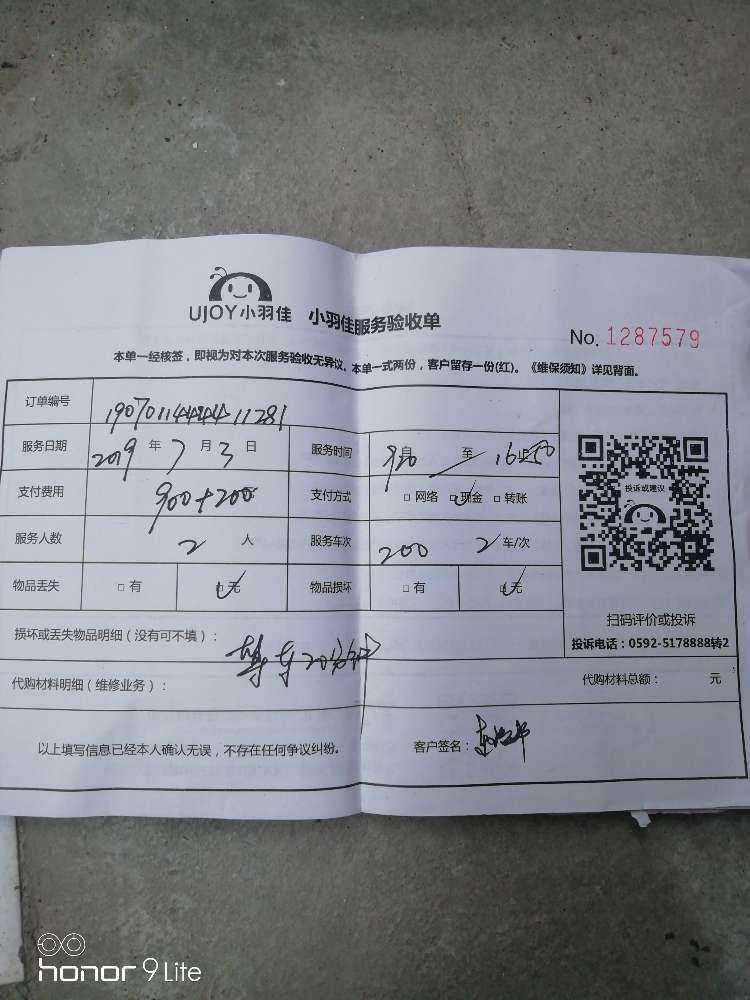 UJOY小羽佳 小羽佳服务验收单
No. 1287579
本单一经核签，即视为对本次服务验收无异议。本单一式两份，客户留存一份(红)。《维保须知》详见背面。
订单编号 1907011444411281
服务日期 2019 年 7 月 3 日 服务时间 920 至 1650
支付费用 900+200 支付方式 □ 网络 □ 现金 □ 转账
服务人数 2 人 服务车次 200 2 车/次
物品丢失 □ 有 □ 无 物品损坏 □ 有 □ 无
投诉或建议
扫码评价或投诉
投诉电话：0592-5178888转2
损坏或丢失物品明细（没有可不填）：
代购材料明细（维修业务）： 代购材料总额： 元
以上填写信息已经本人确认无误，不存在任何争议纠纷。 客户签名：
honor 9 Lite